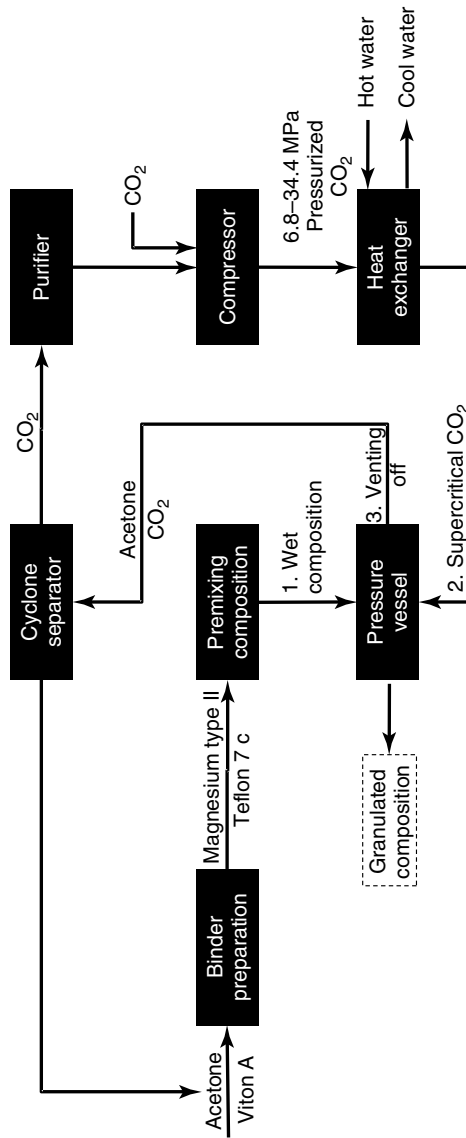 Acetone
Viton A
Binder
preparation
Magnesium type II
Teflon 7 c
Premixing
composition
1. Wet
composition
Granulated
composition
Pressure
vessel
2. Supercritical CO₂
3. Venting
off
Acetone
CO₂
Cyclone
separator
CO₂
Purifier
CO₂
Compressor
6.8–34.4 MPa
Pressurized
CO₂
Heat
exchanger
Hot water
Cool water